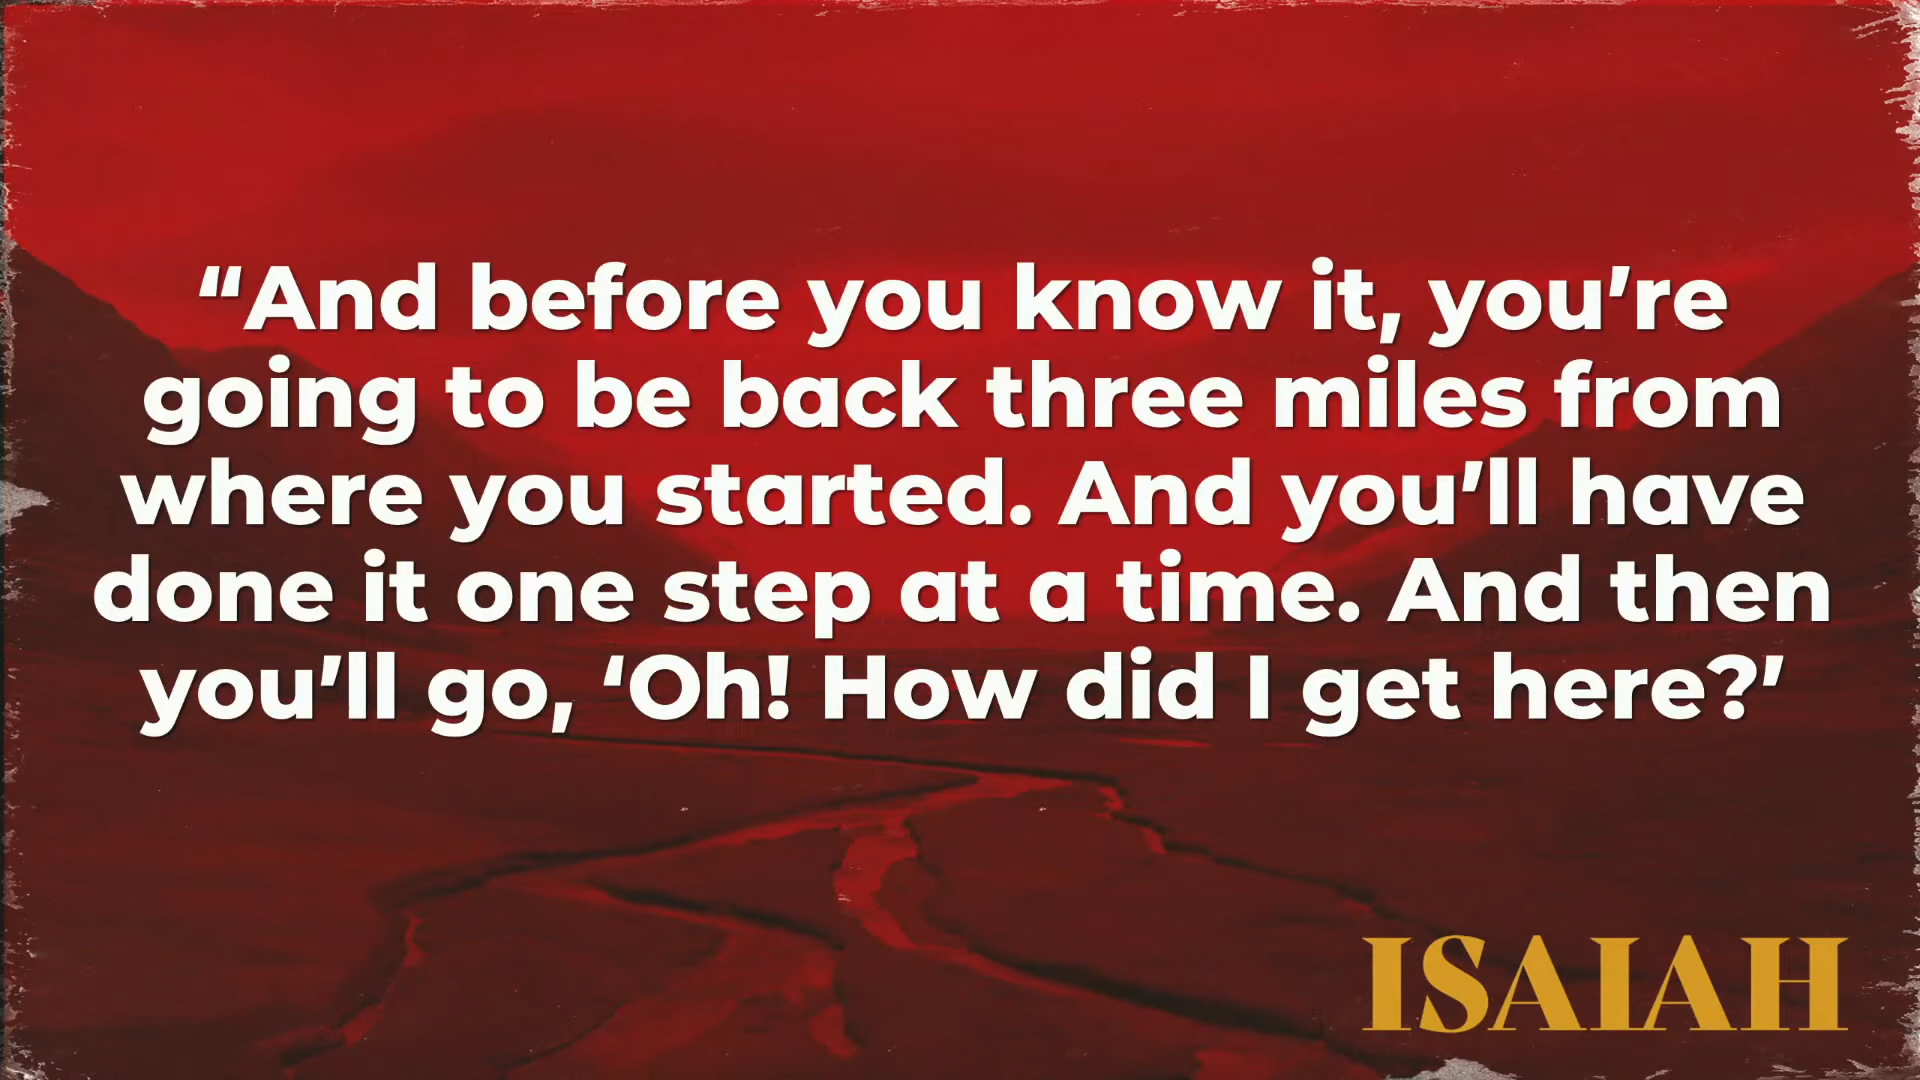 “And before you know it, you’re
going to be back three miles from
where you started. And you’ll have
done it one step at a time. And then
you’ll go, ‘Oh! How did I get here?’
ISAIAH